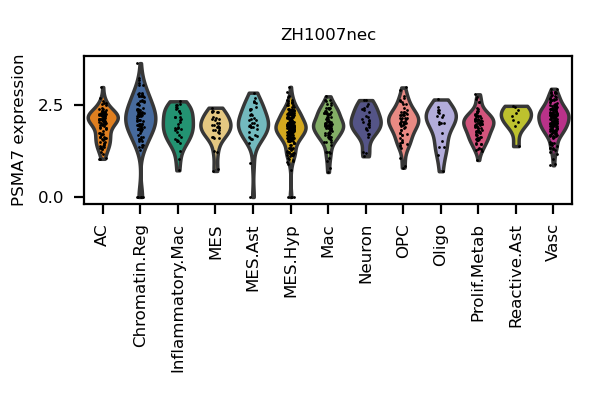 ZH1007nec
PSMA7 expression
2.5
0.0
AC
Chromatin.Reg
Inflammatory.Mac
MES
MES.Ast
MES.Hyp
Mac
Neuron
OPC
Oligo
Prolif.Metab
Reactive.Ast
Vasc